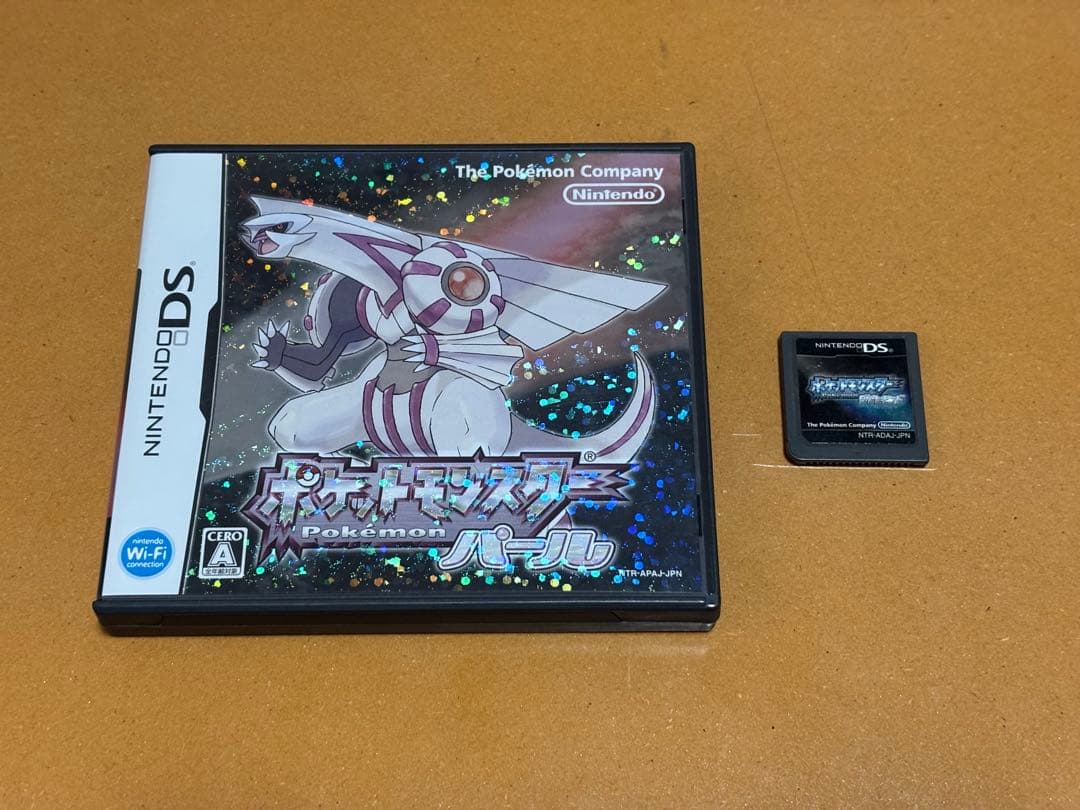 The Pokémon Company
Nintendo
NINTENDO DS
ポケットモンスター®
Pokémon
パール
CERO
A
全年齢対象
nintendo
Wi-Fi
connection
NTR-APAJ-JPN
NINTENDO DS
ポケットモンスター
The Pokémon Company Nintendo
NTR-ADAJ-JPN